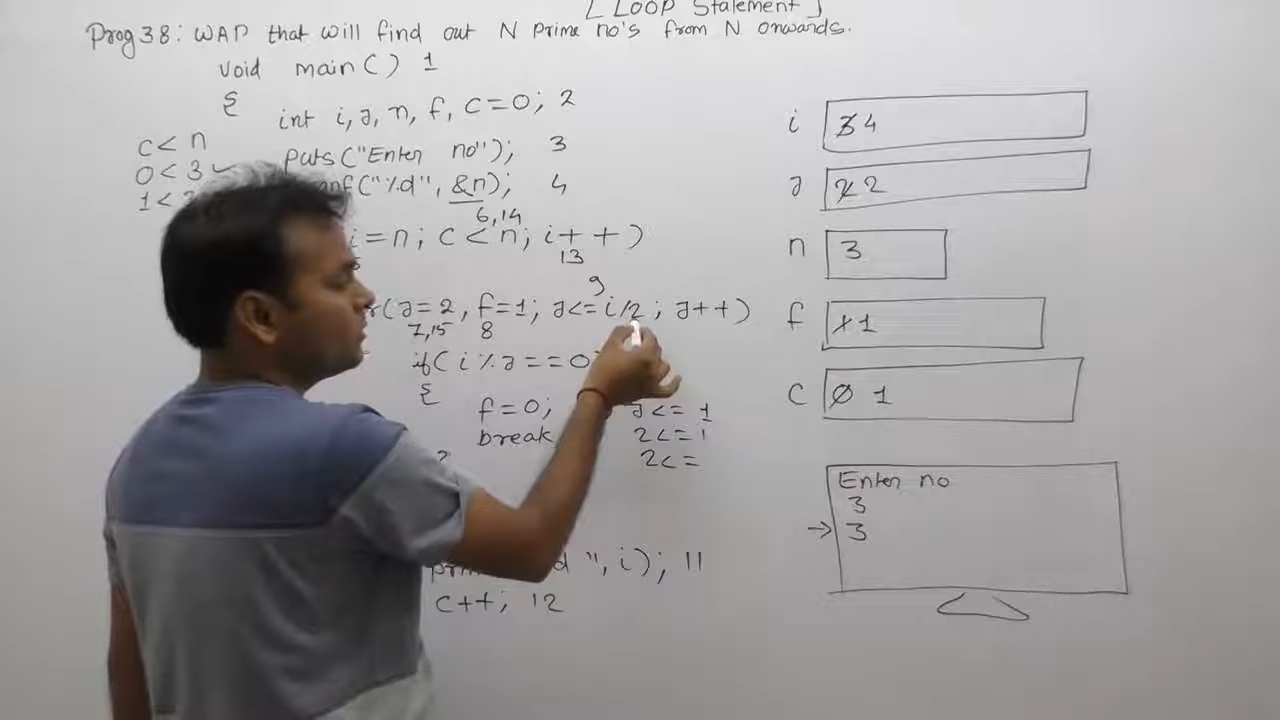 [ Loop Statement ]
Prog 38: WAP that will find out N Prime no's from N onwards.
void main( ) 1
{
int i, j, n, f, c=0; 2
puts("Enter no"); 3
f("%d", &n); 4
6,14
i=n; c<n; i++)
13
9
r(j=2, f=1; j<=i/2; j++)
7,15 8
if( i%j==0)
{
f=0;
break
}
d ", i); 11
c++; 12
c<n
0<3 ✓
1<
j<= 1
2<= 1
2<=
i 3 4
j 2 2
n 3
f 1 1
c 0 1
Enter no
3
→ 3